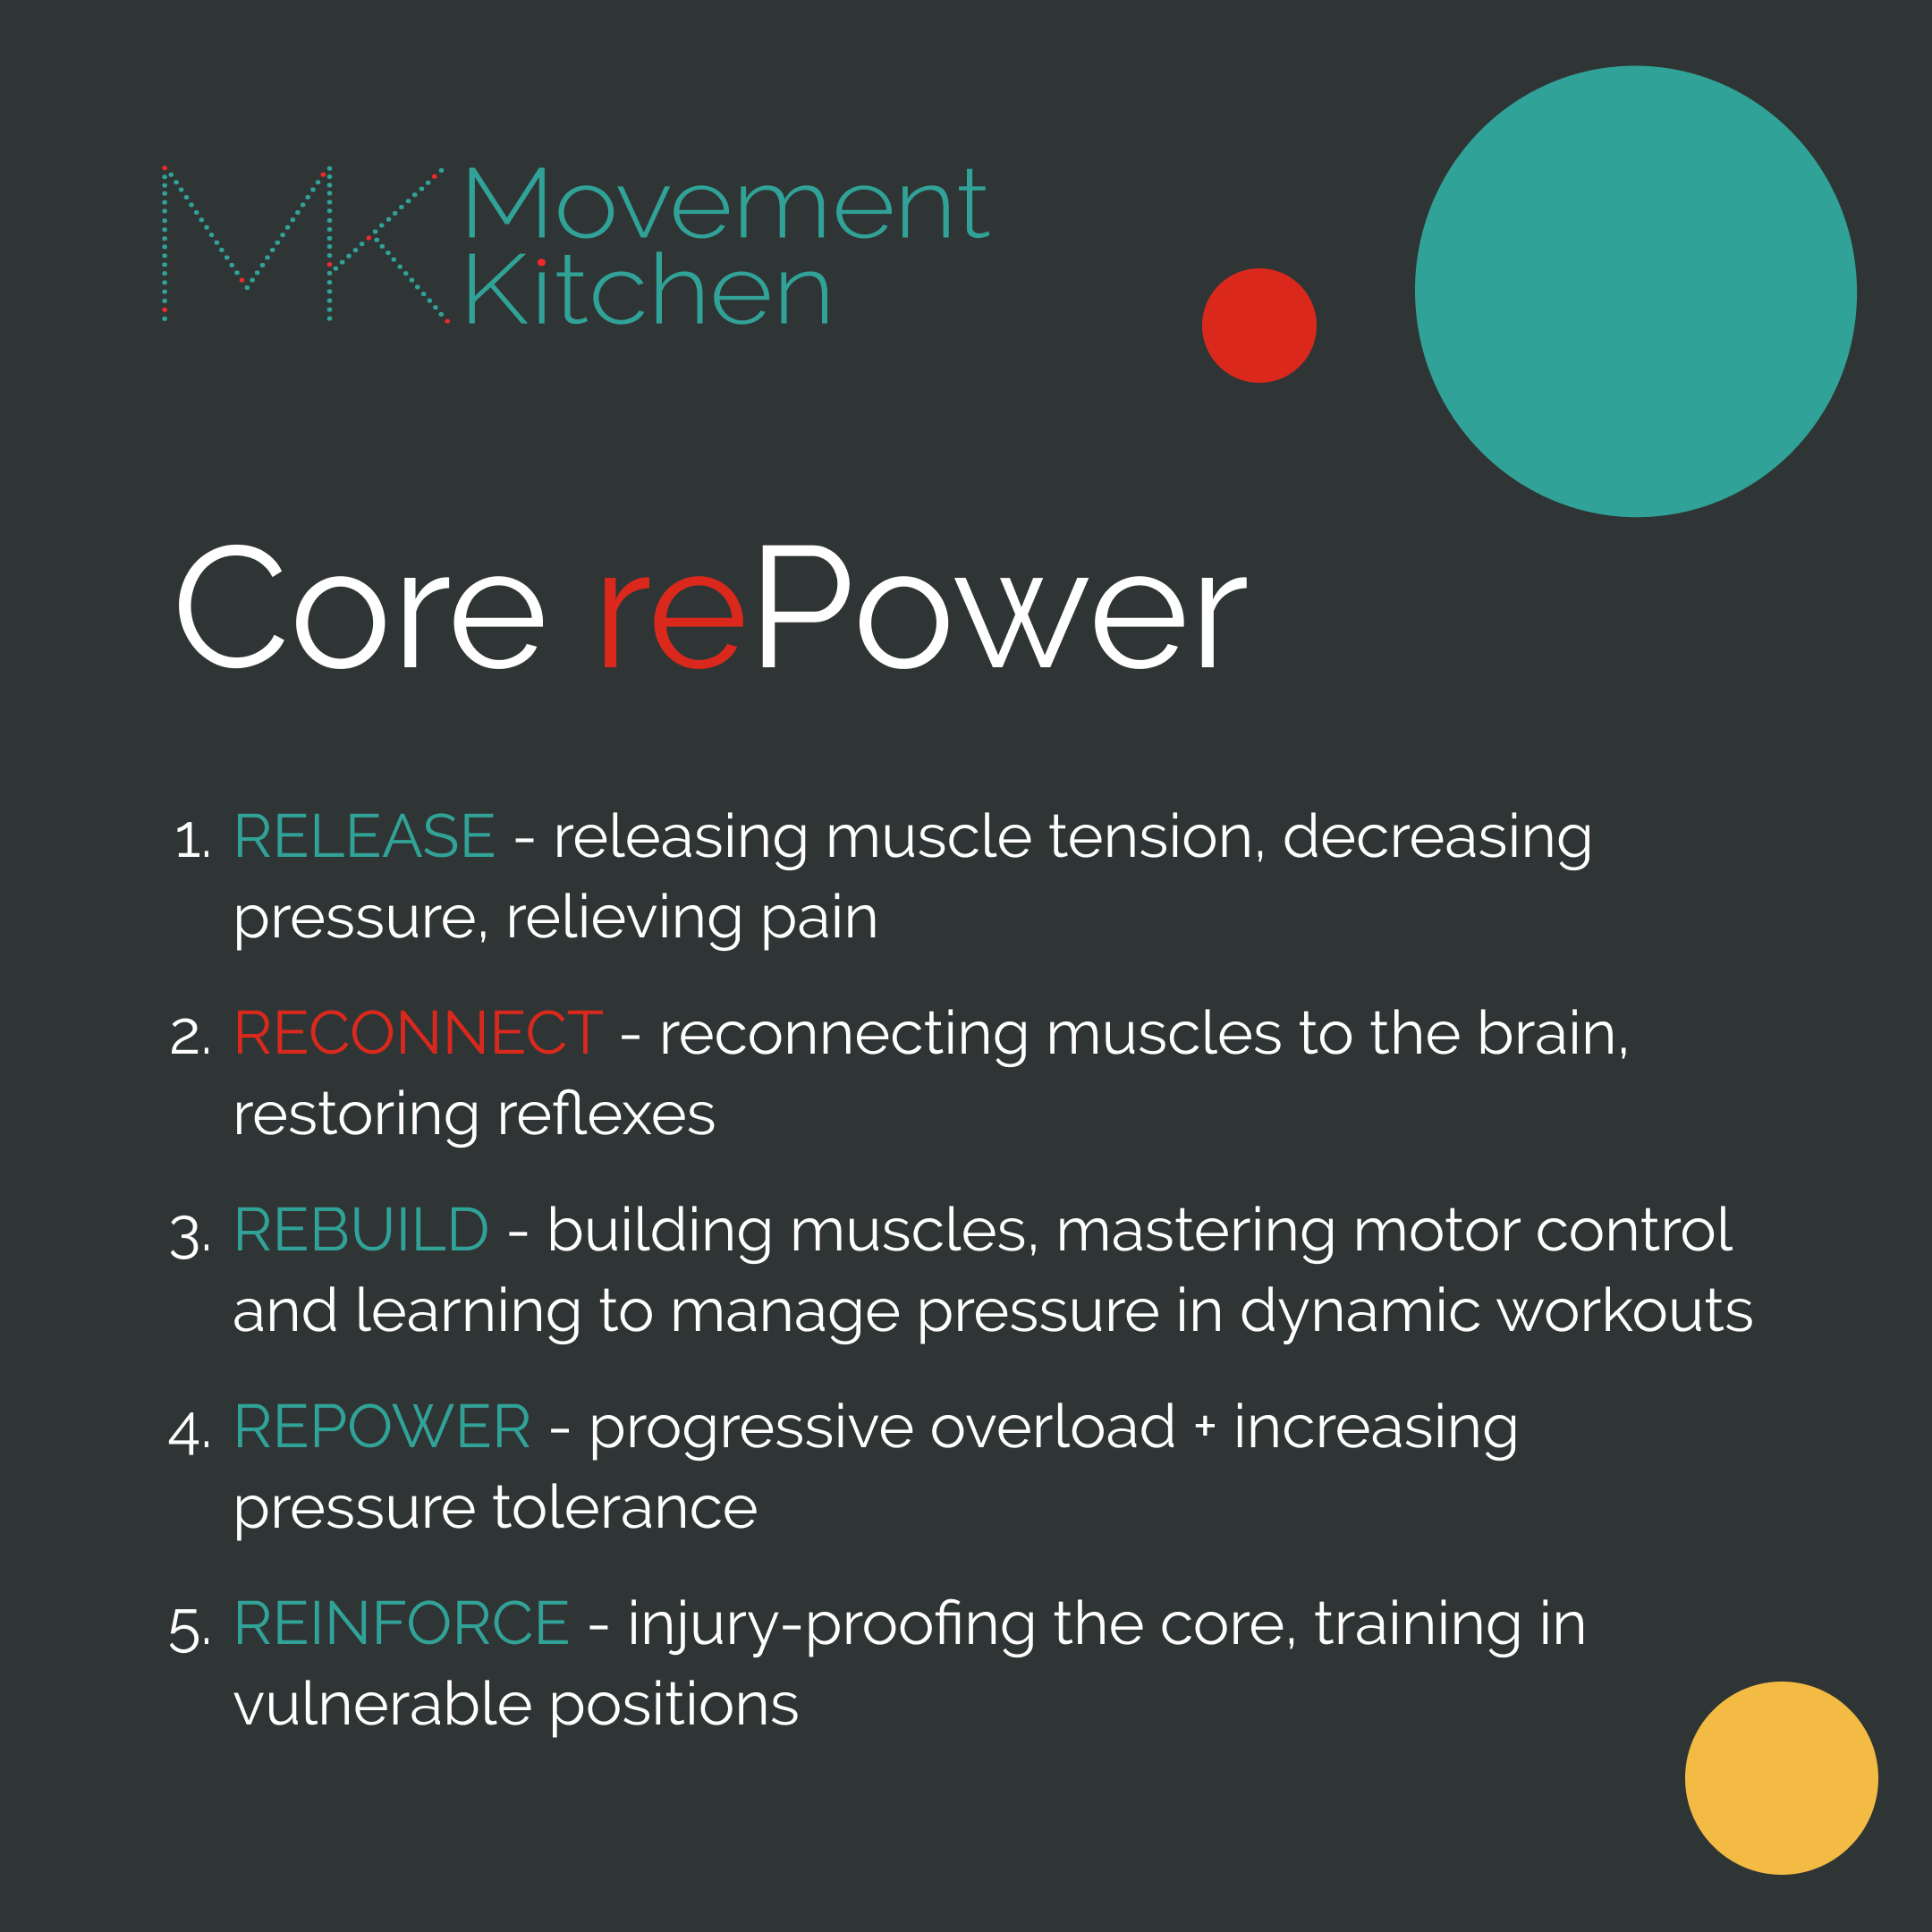 MK Movement
Kitchen
Core rePower
1. RELEASE - releasing muscle tension, decreasing
pressure, relieving pain
2. RECONNECT - reconnecting muscles to the brain,
restoring reflexes
3. REBUILD - building muscles, mastering motor control
and learning to manage pressure in dynamic workouts
4. REPOWER - progressive overload + increasing
pressure tolerance
5. REINFORCE - injury-proofing the core, training in
vulnerable positions